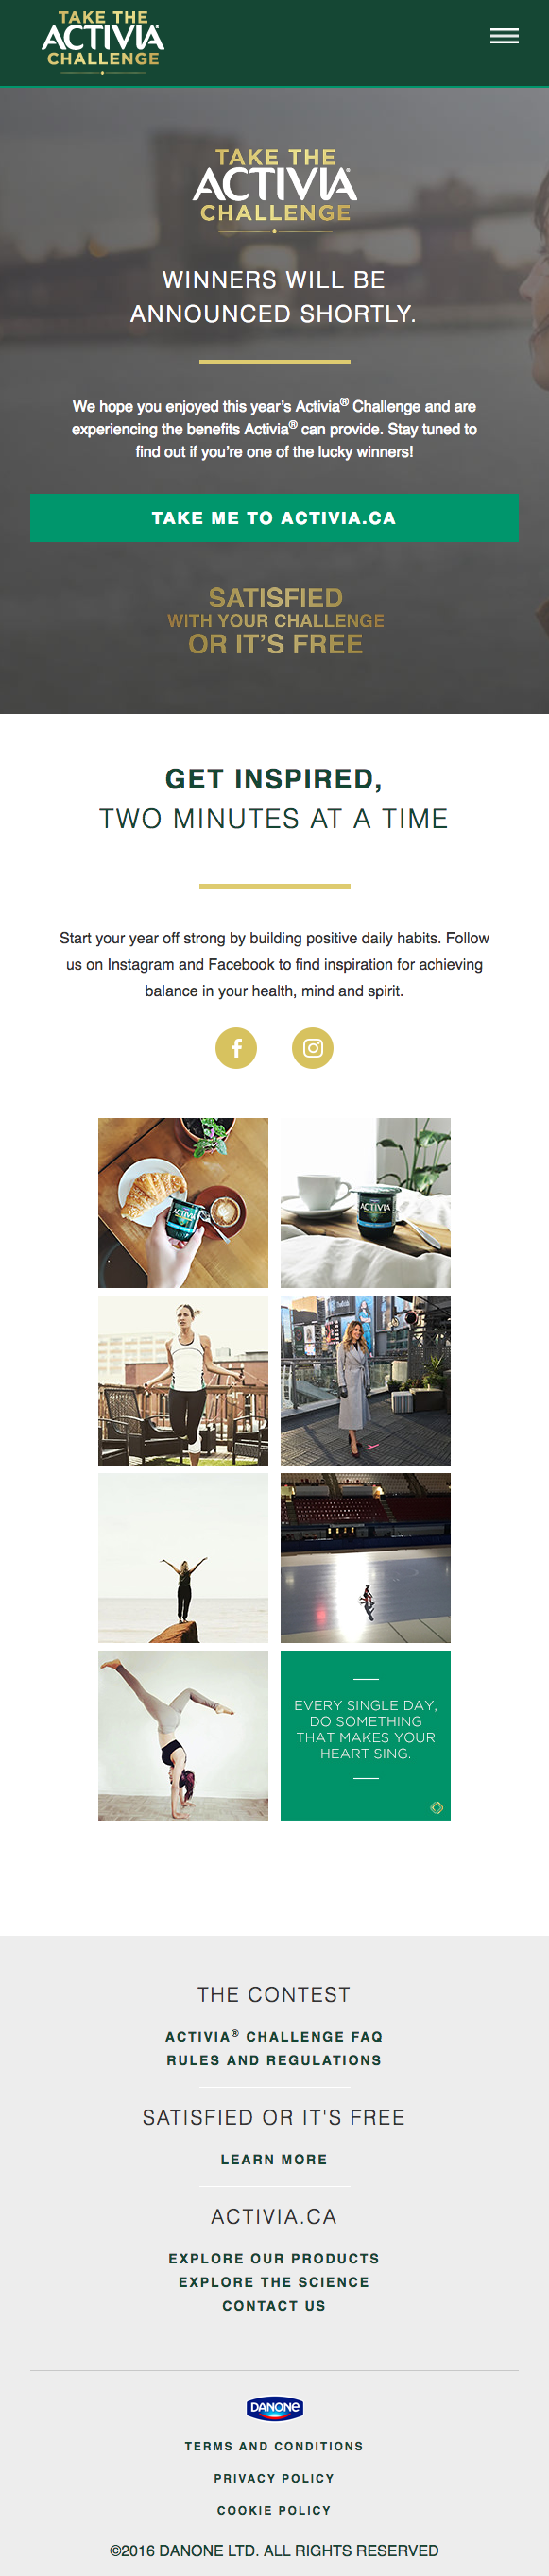 TAKE THE
ACTIVIA
CHALLENGE
TAKE THE
ACTIVIA
CHALLENGE
WINNERS WILL BE
ANNOUNCED SHORTLY.
We hope you enjoyed this year's Activia® Challenge and are
experiencing the benefits Activia® can provide. Stay tuned to
find out if you're one of the lucky winners!
TAKE ME TO ACTIVIA.CA
SATISFIED
WITH YOUR CHALLENGE
OR IT'S FREE
GET INSPIRED,
TWO MINUTES AT A TIME
Start your year off strong by building positive daily habits. Follow
us on Instagram and Facebook to find inspiration for achieving
balance in your health, mind and spirit.
ACTIVIA
ACTIVIA
EVERY SINGLE DAY,
DO SOMETHING
THAT MAKES YOUR
HEART SING.
THE CONTEST
ACTIVIA® CHALLENGE FAQ
RULES AND REGULATIONS
SATISFIED OR IT'S FREE
LEARN MORE
ACTIVIA.CA
EXPLORE OUR PRODUCTS
EXPLORE THE SCIENCE
CONTACT US
DANONE
TERMS AND CONDITIONS
PRIVACY POLICY
COOKIE POLICY
©2016 DANONE LTD. ALL RIGHTS RESERVED